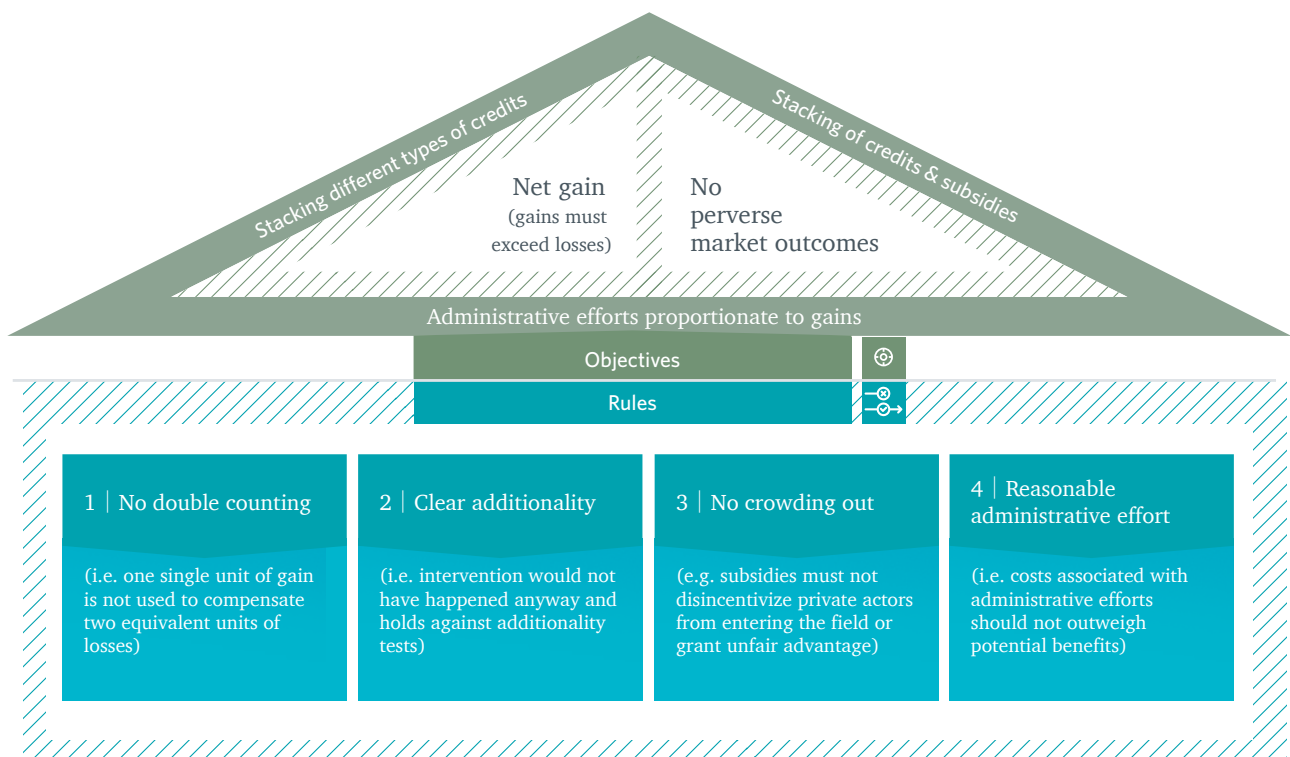 Stacking different types of credits
Stacking of credits & subsidies
Net gain
(gains must
exceed losses)
No
perverse
market outcomes
Administrative efforts proportionate to gains
Objectives
Rules
1 | No double counting
(i.e. one single unit of gain
is not used to compensate
two equivalent units of
losses)
2 | Clear additionality
(i.e. intervention would not
have happened anyway and
holds against additionality
tests)
3 | No crowding out
(e.g. subsidies must not
disincentivize private actors
from entering the field or
grant unfair advantage)
4 | Reasonable
administrative effort
(i.e. costs associated with
administrative efforts
should not outweigh
potential benefits)